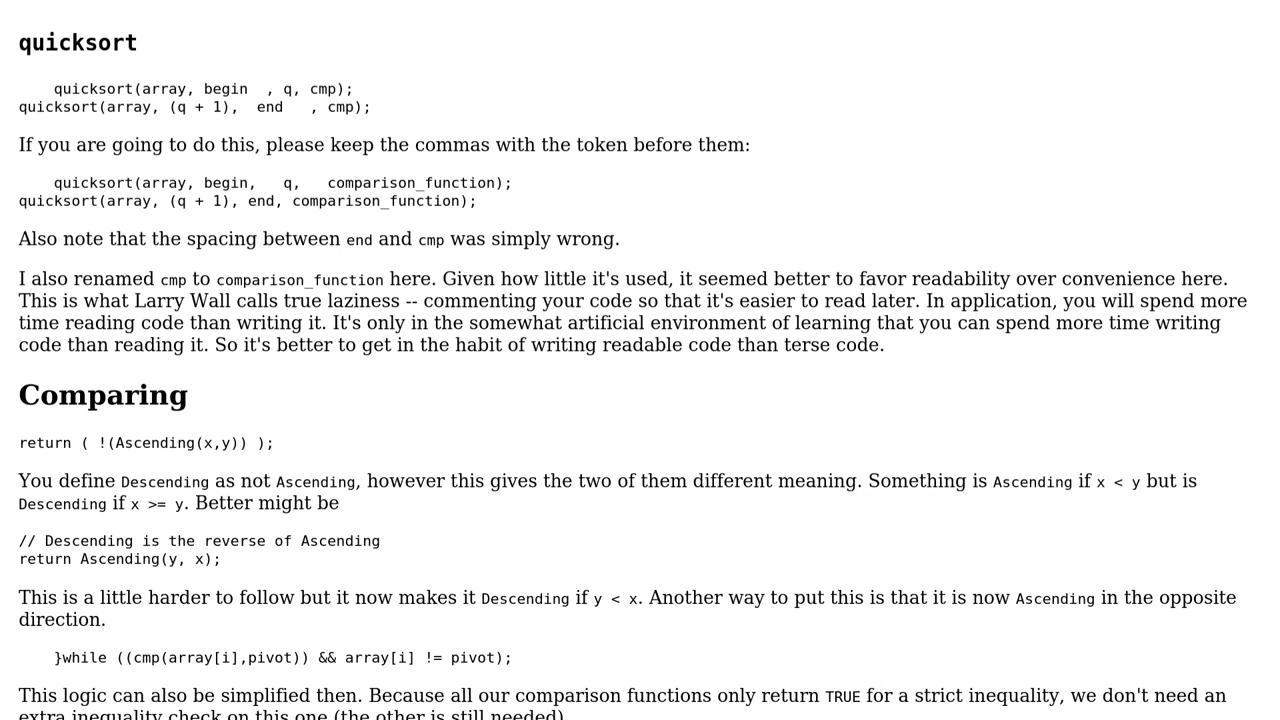 quicksort
    quicksort(array, begin  , q, cmp);
quicksort(array, (q + 1),  end   , cmp);
If you are going to do this, please keep the commas with the token before them:
    quicksort(array, begin,   q,   comparison_function);
quicksort(array, (q + 1), end, comparison_function);
Also note that the spacing between end and cmp was simply wrong.
I also renamed cmp to comparison_function here. Given how little it's used, it seemed better to favor readability over convenience here.
This is what Larry Wall calls true laziness -- commenting your code so that it's easier to read later. In application, you will spend more
time reading code than writing it. It's only in the somewhat artificial environment of learning that you can spend more time writing
code than reading it. So it's better to get in the habit of writing readable code than terse code.
Comparing
return ( !(Ascending(x,y)) );
You define Descending as not Ascending, however this gives the two of them different meaning. Something is Ascending if x < y but is
Descending if x >= y. Better might be
// Descending is the reverse of Ascending
return Ascending(y, x);
This is a little harder to follow but it now makes it Descending if y < x. Another way to put this is that it is now Ascending in the opposite
direction.
    }while ((cmp(array[i],pivot)) && array[i] != pivot);
This logic can also be simplified then. Because all our comparison functions only return TRUE for a strict inequality, we don't need an
extra inequality check on this one (the other is still needed).